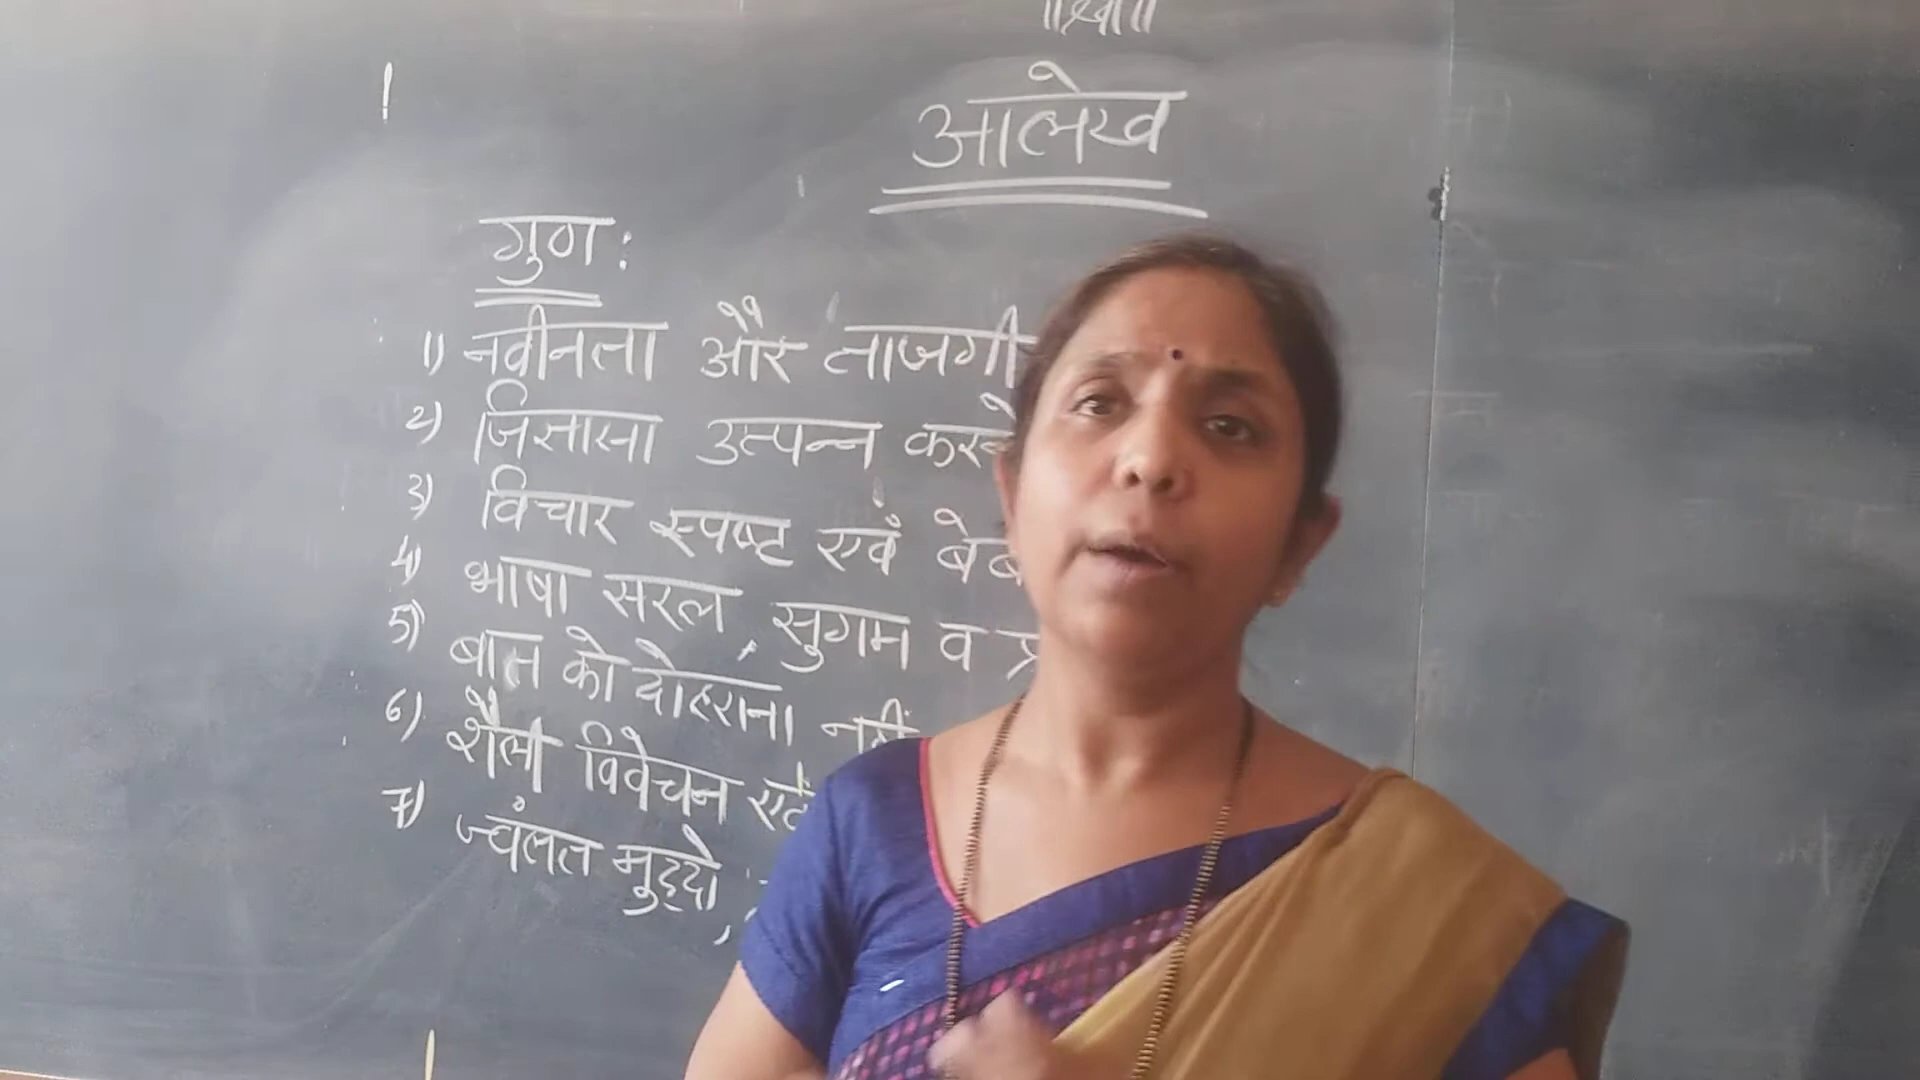 ॥श्री॥
आलेख
गुण:
1) नवीनता और ताजगी
2) जिज्ञासा उत्पन्न करने
3) विचार स्पष्ट एवं
4) भाषा सरल, सुगम व
5) बात को दोहराना नहीं
6) शैली विवेचन
7) ज्वंलत मुद्दो,